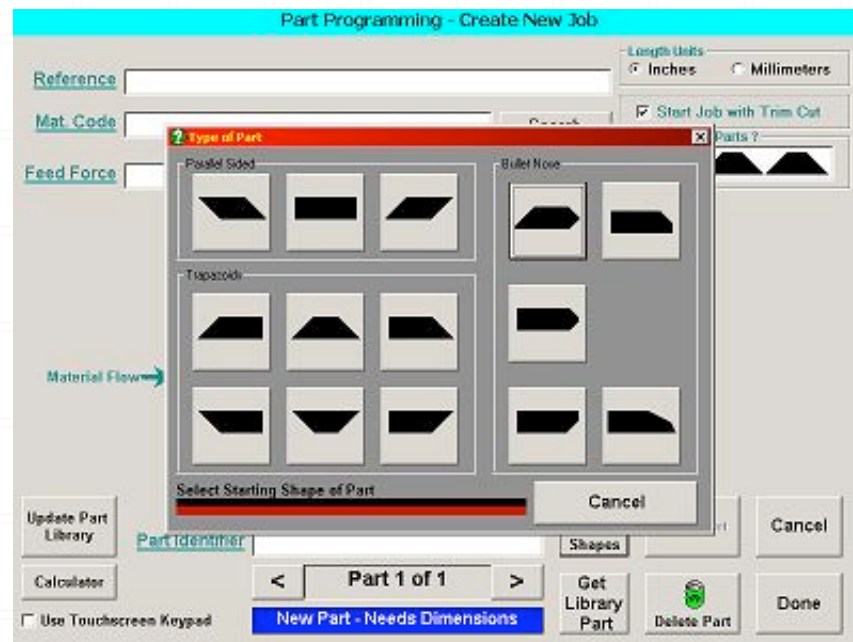 Part Programming - Create New Job
Length Units
Inches
Millimeters
Reference
Start Job with Trim Cut
Mat. Code
Type of Part
Parts ?
Feed Force
Parallel Sided
Bullet Nose
Trapazoids
Material Flow
Select Starting Shape of Part
Cancel
Update Part
Library
Part Identifier
Shapes
Cancel
Calculator
< Part 1 of 1 >
Get
Library
Part
Delete Part
Done
Use Touchscreen Keypad
New Part - Needs Dimensions